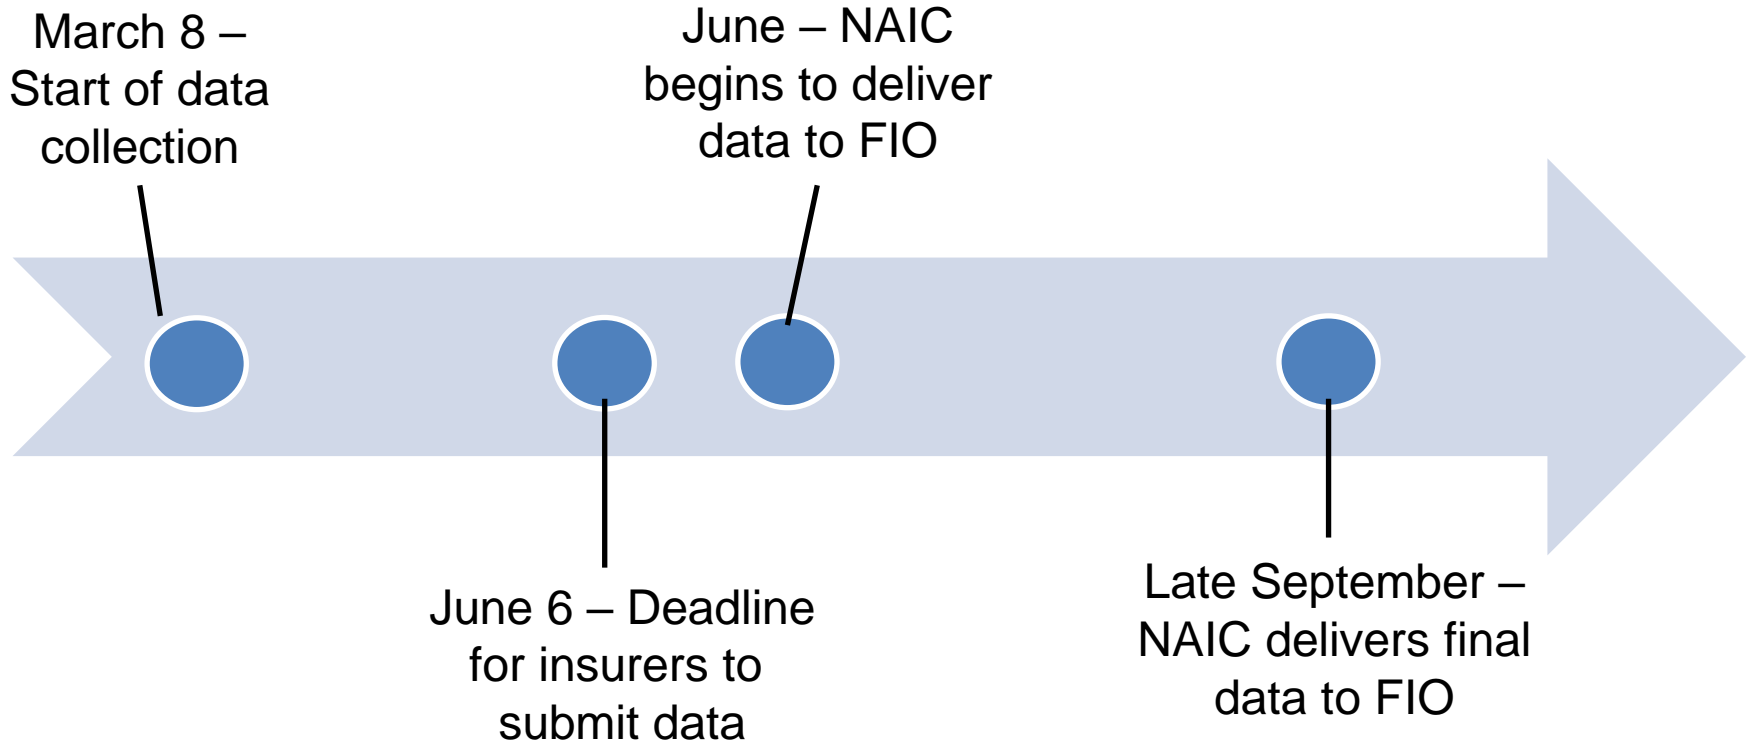 March 8 –
Start of data
collection
June 6 – Deadline
for insurers to
submit data
June – NAIC
begins to deliver
data to FIO
Late September –
NAIC delivers final
data to FIO